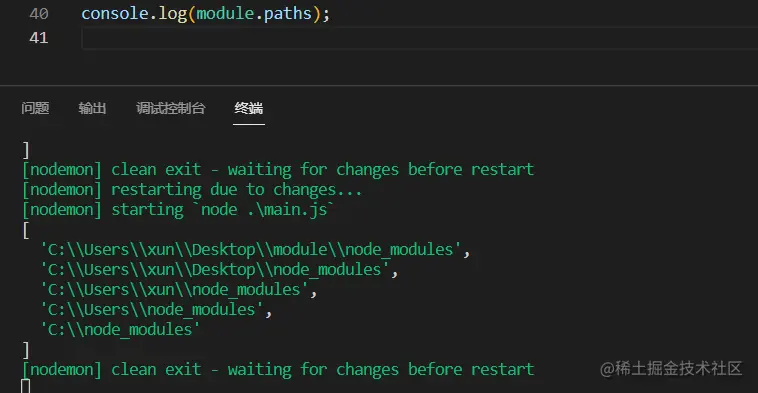 40 console.log(module.paths);
41
问题 输出 调试控制台 终端
]
[nodemon] clean exit - waiting for changes before restart
[nodemon] restarting due to changes...
[nodemon] starting `node .\main.js`
[
'C:\\Users\\xun\\Desktop\\module\\node_modules',
'C:\\Users\\xun\\Desktop\\node_modules',
'C:\\Users\\xun\\node_modules',
'C:\\Users\\node_modules',
'C:\\node_modules'
]
[nodemon] clean exit - waiting for changes before restart
@稀土掘金技术社区